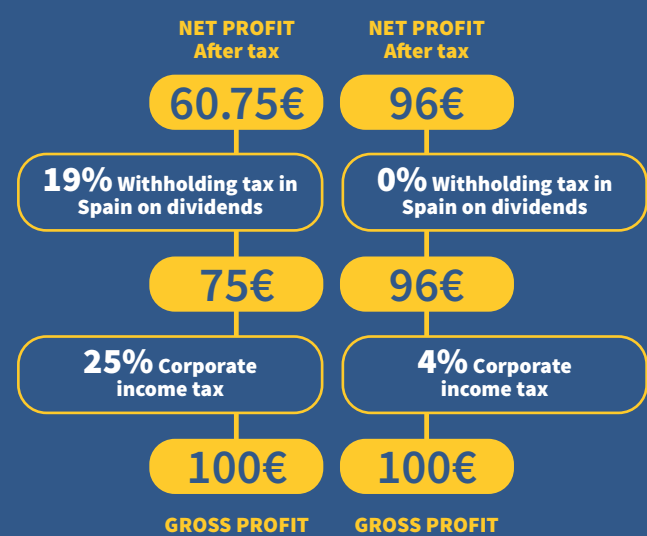 NET PROFIT
After tax
60.75€
19% Withholding tax in
Spain on dividends
75€
25% Corporate
income tax
100€
GROSS PROFIT
NET PROFIT
After tax
96€
0% Withholding tax in
Spain on dividends
96€
4% Corporate
income tax
100€
GROSS PROFIT